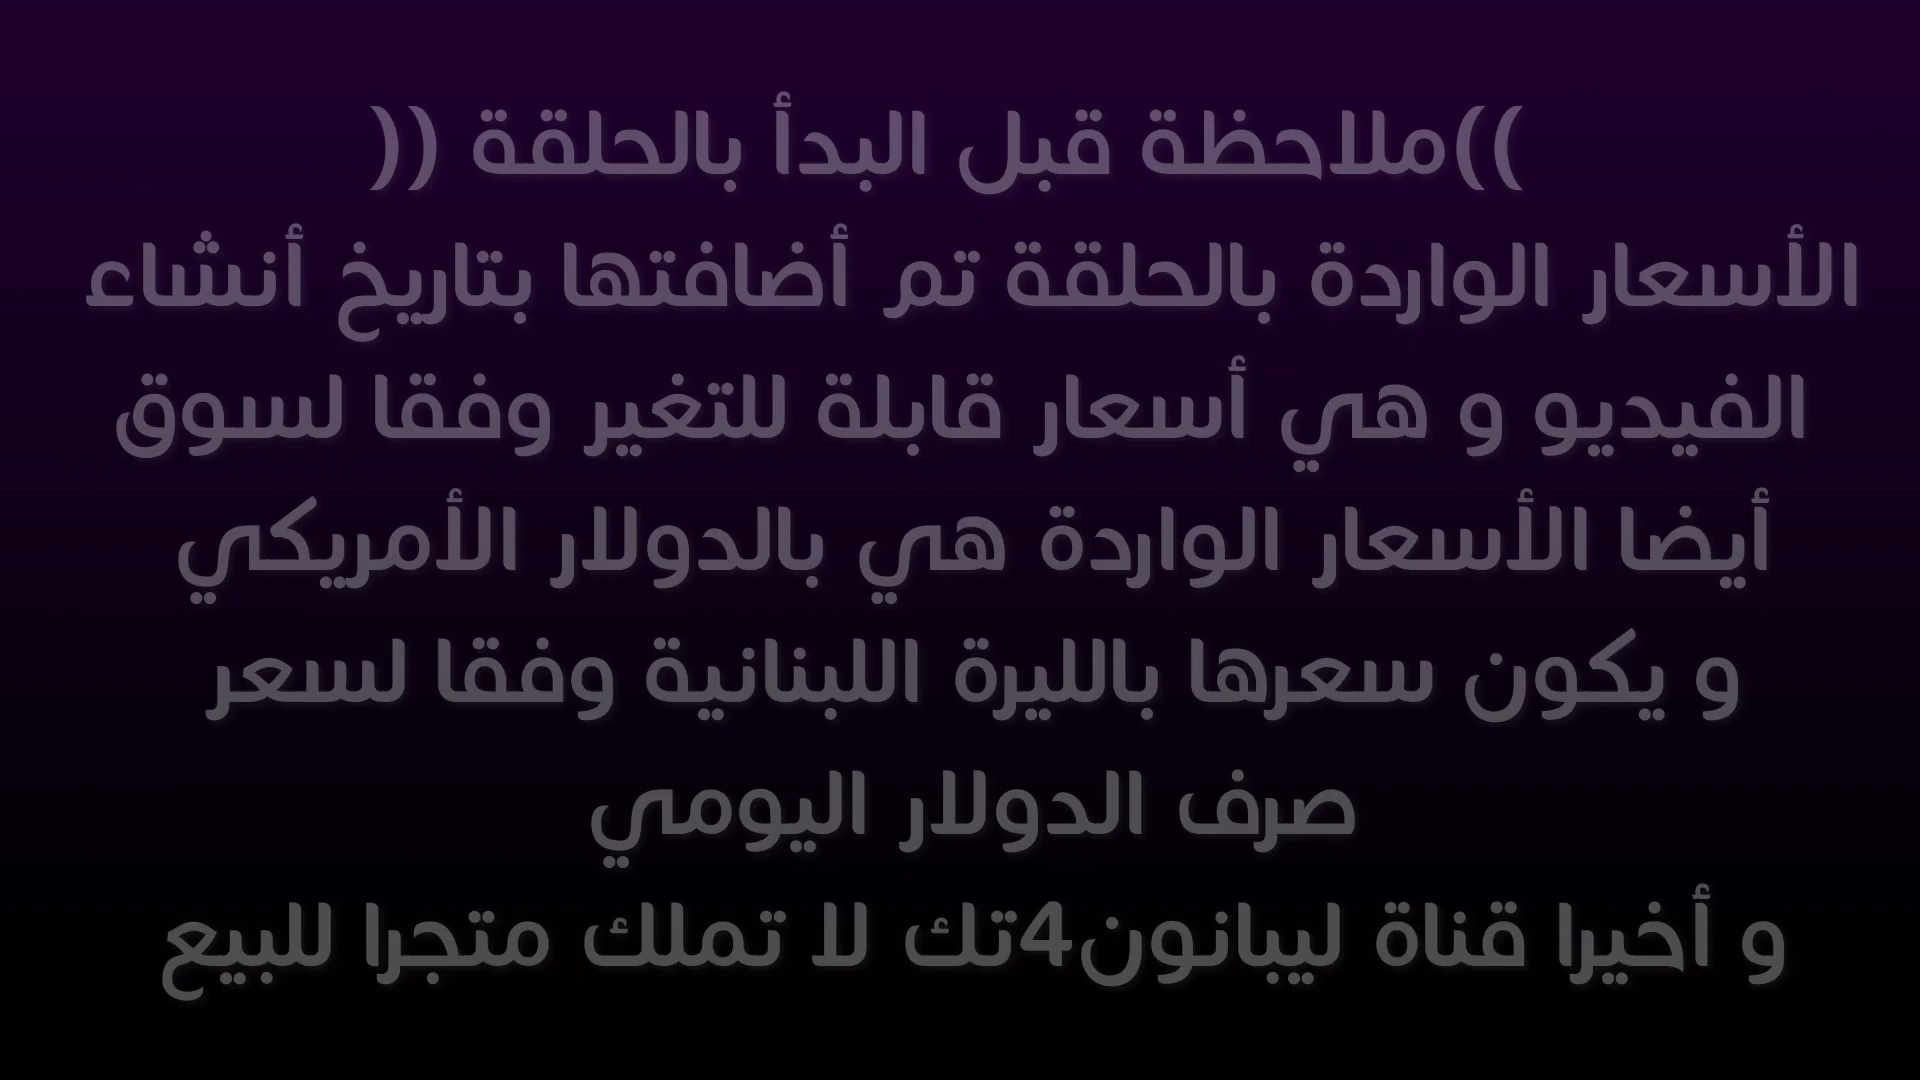 ((ملاحظة قبل البدأ بالحلقة ))
الأسعار الواردة بالحلقة تم أضافتها بتاريخ أنشاء
الفيديو و هي أسعار قابلة للتغير وفقا لسوق
أيضا الأسعار الواردة هي بالدولار الأمريكي
و يكون سعرها بالليرة اللبنانية وفقا لسعر
صرف الدولار اليومي
و أخيرا قناة ليبانون4تك لا تملك متجرا للبيع